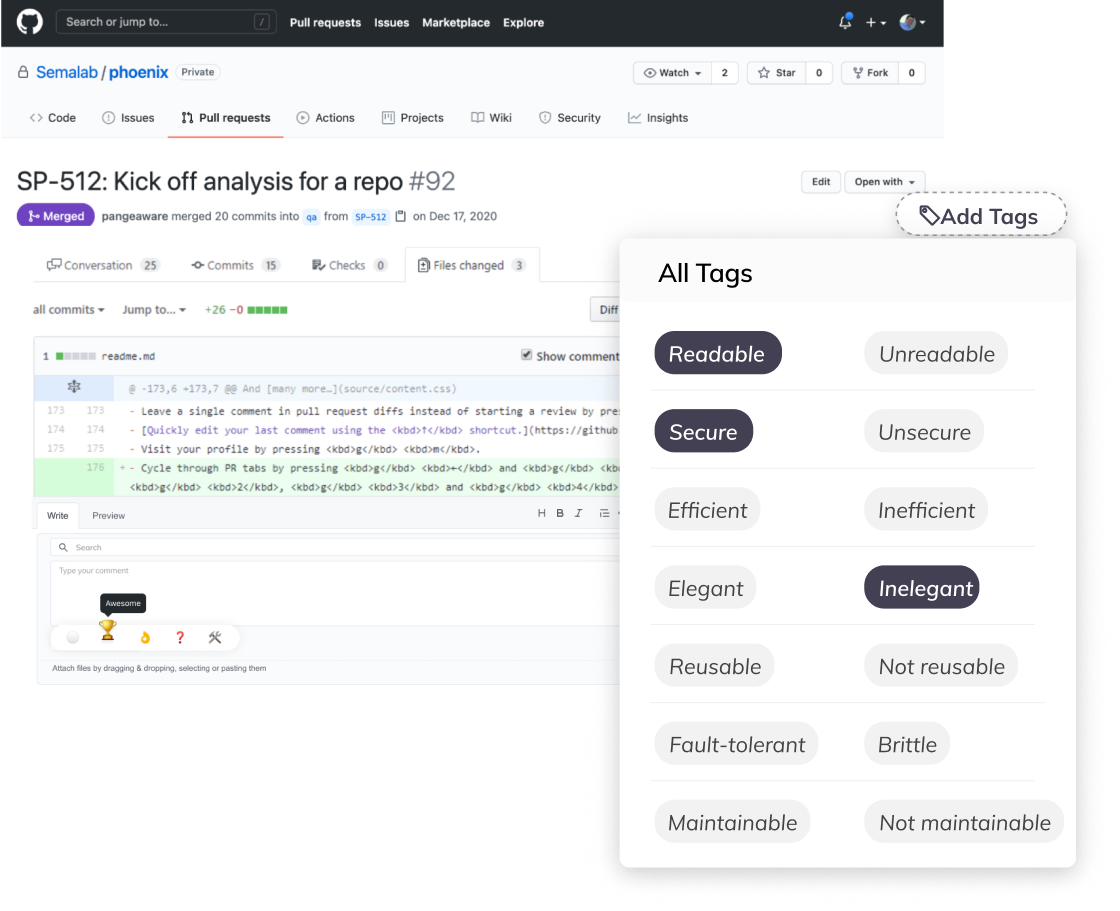 Search or jump to... / Pull requests Issues Marketplace Explore
Semalab / phoenix Private Watch 2 Star 0 Fork 0
Code Issues Pull requests Actions Projects Wiki Security Insights
SP-512: Kick off analysis for a repo #92 Edit Open with
Merged pangeaware merged 20 commits into qa from SP-512 on Dec 17, 2020
Add Tags
Conversation 25 Commits 15 Checks 0 Files changed 3
all commits Jump to... +26 −0 Diff
1 readme.md Show comment
@ -173,6 +173,7 @@ And [many more…](source/content.css)
173 173 - Leave a single comment in pull request diffs instead of starting a review by pre
174 174 - [Quickly edit your last comment using the <kbd>↑</kbd> shortcut.](https://github
175 175 - Visit your profile by pressing <kbd>g</kbd> <kbd>m</kbd>.
176 + - Cycle through PR tabs by pressing <kbd>g</kbd> <kbd>←</kbd> and <kbd>g</kbd> <kb
<kbd>g</kbd> <kbd>2</kbd>, <kbd>g</kbd> <kbd>3</kbd> and <kbd>g</kbd> <kbd>4</kbd>
Write Preview H B I
Search
Type your comment
Awesome
Attach files by dragging & dropping, selecting or pasting them
All Tags
Readable Unreadable
Secure Unsecure
Efficient Inefficient
Elegant Inelegant
Reusable Not reusable
Fault-tolerant Brittle
Maintainable Not maintainable